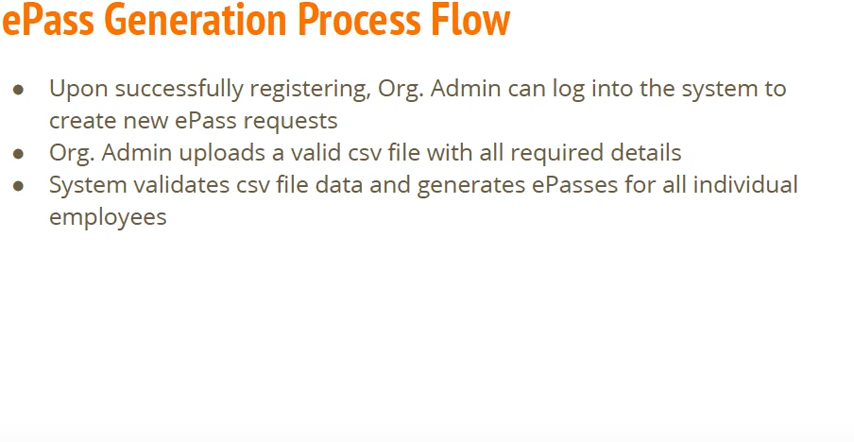 ePass Generation Process Flow
● Upon successfully registering, Org. Admin can log into the system to
create new ePass requests
● Org. Admin uploads a valid csv file with all required details
● System validates csv file data and generates ePasses for all individual
employees